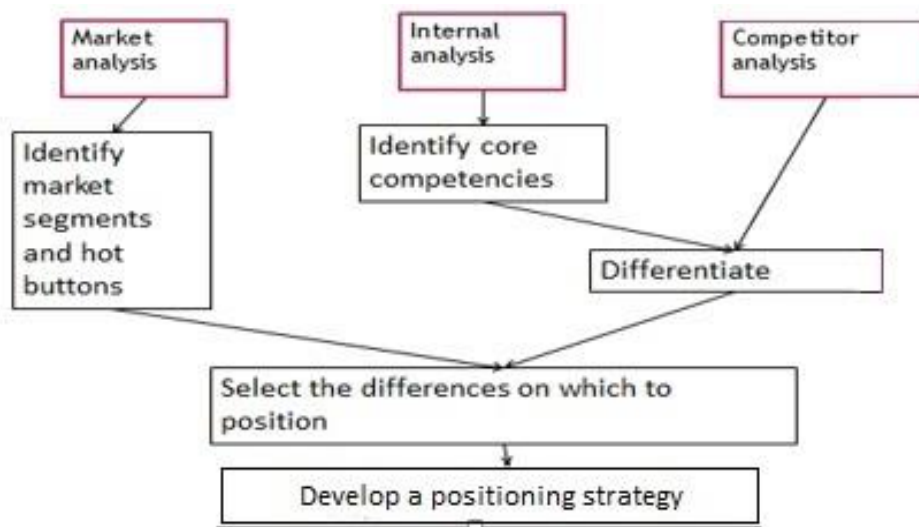 Market
analysis
Internal
analysis
Competitor
analysis
Identify
market
segments
and hot
buttons
Identify core
competencies
Differentiate
Select the differences on which to
position
Develop a positioning strategy